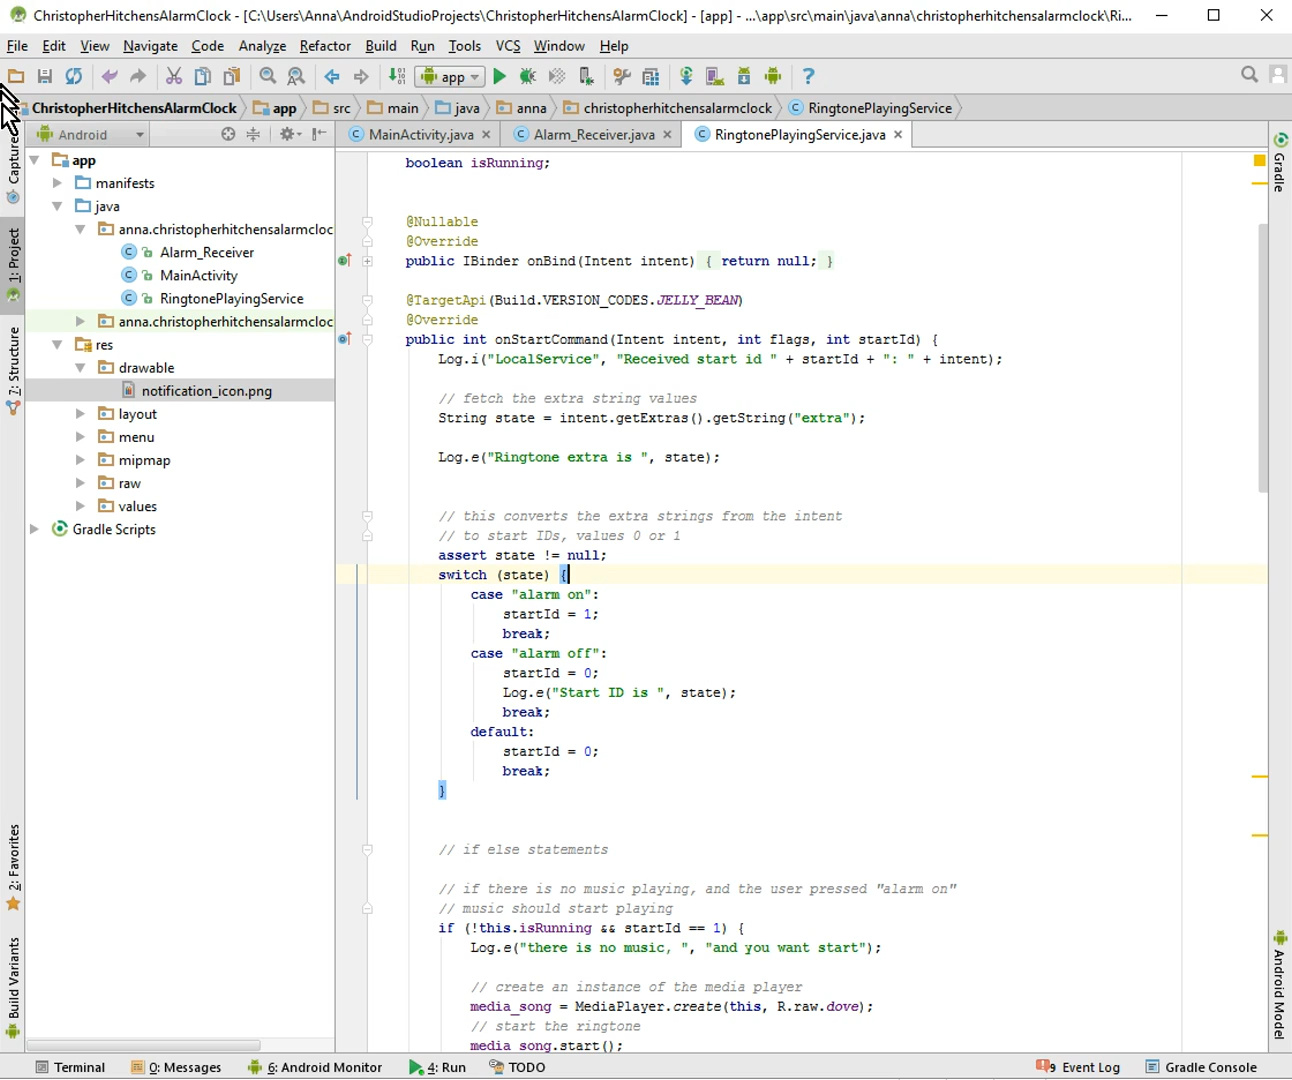 ChristopherHitchensAlarmClock - [C:\Users\Anna\AndroidStudioProjects\ChristopherHitchensAlarmClock] - [app] - ...\app\src\main\java\anna\christopherhitchensalarmclock\Ri...
File Edit View Navigate Code Analyze Refactor Build Run Tools VCS Window Help
app
ChristopherHitchensAlarmClock app src main java anna christopherhitchensalarmclock RingtonePlayingService
Android
MainActivity.java Alarm_Receiver.java RingtonePlayingService.java
Captures
1: Project
7: Structure
2: Favorites
Build Variants
app
manifests
java
anna.christopherhitchensalarmcloc
Alarm_Receiver
MainActivity
RingtonePlayingService
anna.christopherhitchensalarmcloc
res
drawable
notification_icon.png
layout
menu
mipmap
raw
values
Gradle Scripts
boolean isRunning;
@Nullable
@Override
public IBinder onBind(Intent intent) { return null; }
@TargetApi(Build.VERSION_CODES.JELLY_BEAN)
@Override
public int onStartCommand(Intent intent, int flags, int startId) {
Log.i("LocalService", "Received start id " + startId + ": " + intent);
// fetch the extra string values
String state = intent.getExtras().getString("extra");
Log.e("Ringtone extra is ", state);
// this converts the extra strings from the intent
// to start IDs, values 0 or 1
assert state != null;
switch (state) {
case "alarm on":
startId = 1;
break;
case "alarm off":
startId = 0;
Log.e("Start ID is ", state);
break;
default:
startId = 0;
break;
}
// if else statements
// if there is no music playing, and the user pressed "alarm on"
// music should start playing
if (!this.isRunning && startId == 1) {
Log.e("there is no music, ", "and you want start");
// create an instance of the media player
media_song = MediaPlayer.create(this, R.raw.dove);
// start the ringtone
media_song.start();
Gradle
Android Model
Terminal 0: Messages 6: Android Monitor 4: Run TODO 9 Event Log Gradle Console